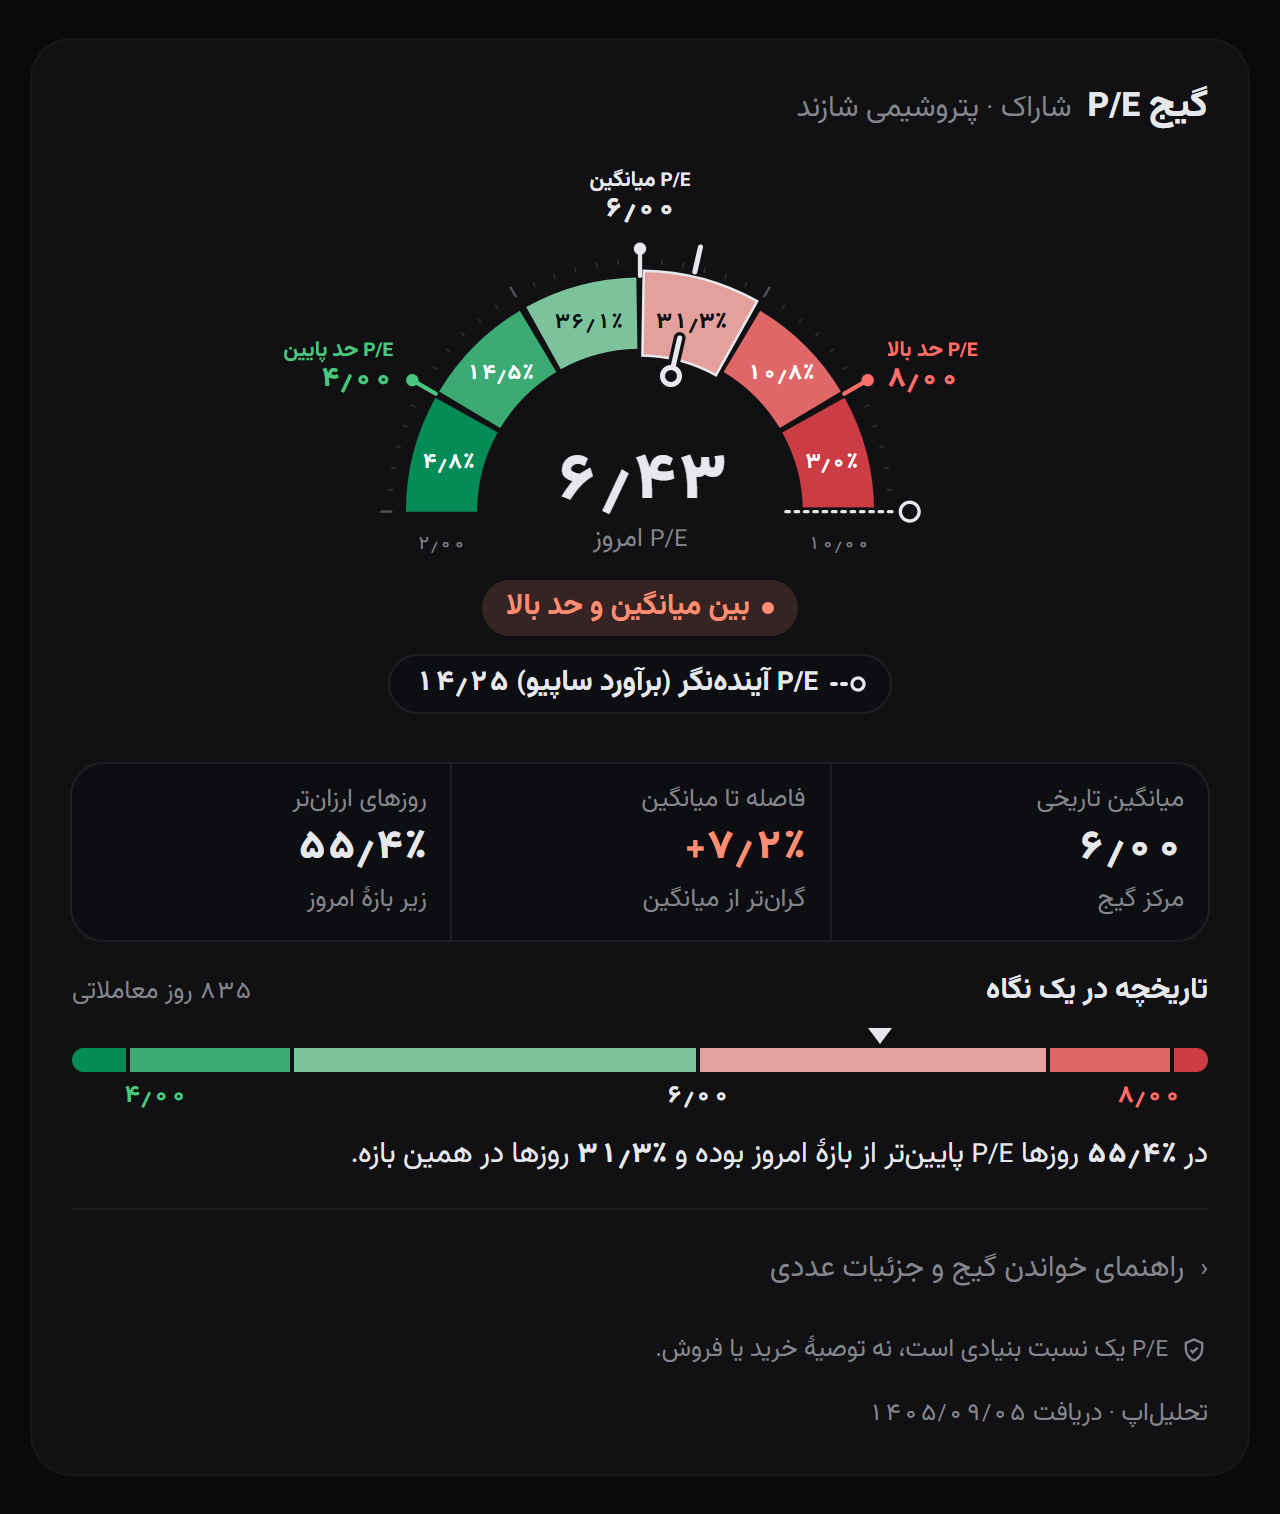 گیج P/E شاراک · پتروشیمی شازند
P/E میانگین
۶٫۰۰
۳۶٫۱٪ ۳۱٫۳٪
P/E حد بالا
۸٫۰۰
P/E حد پایین
۴٫۰۰
۱۰٫۸٪ ۱۴٫۵٪
۳٫۰٪ ۴٫۸٪
۶٫۴۳
P/E امروز
۱۰٫۰۰ ۲٫۰۰
بین میانگین و حد بالا
P/E آینده‌نگر (برآورد ساپیو) ۱۴٫۲۵
میانگین تاریخی
۶٫۰۰
مرکز گیج
فاصله تا میانگین
+۷٫۲٪
گران‌تر از میانگین
روزهای ارزان‌تر
۵۵٫۴٪
زیر بازهٔ امروز
تاریخچه در یک نگاه
۸۳۵ روز معاملاتی
۸٫۰۰ ۶٫۰۰ ۴٫۰۰
در ۵۵٫۴٪ روزها P/E پایین‌تر از بازهٔ امروز بوده و ۳۱٫۳٪ روزها در همین بازه.
‹ راهنمای خواندن گیج و جزئیات عددی
P/E یک نسبت بنیادی است، نه توصیهٔ خرید یا فروش.
تحلیل‌اپ · دریافت ۱۴۰۵/۰۹/۰۵